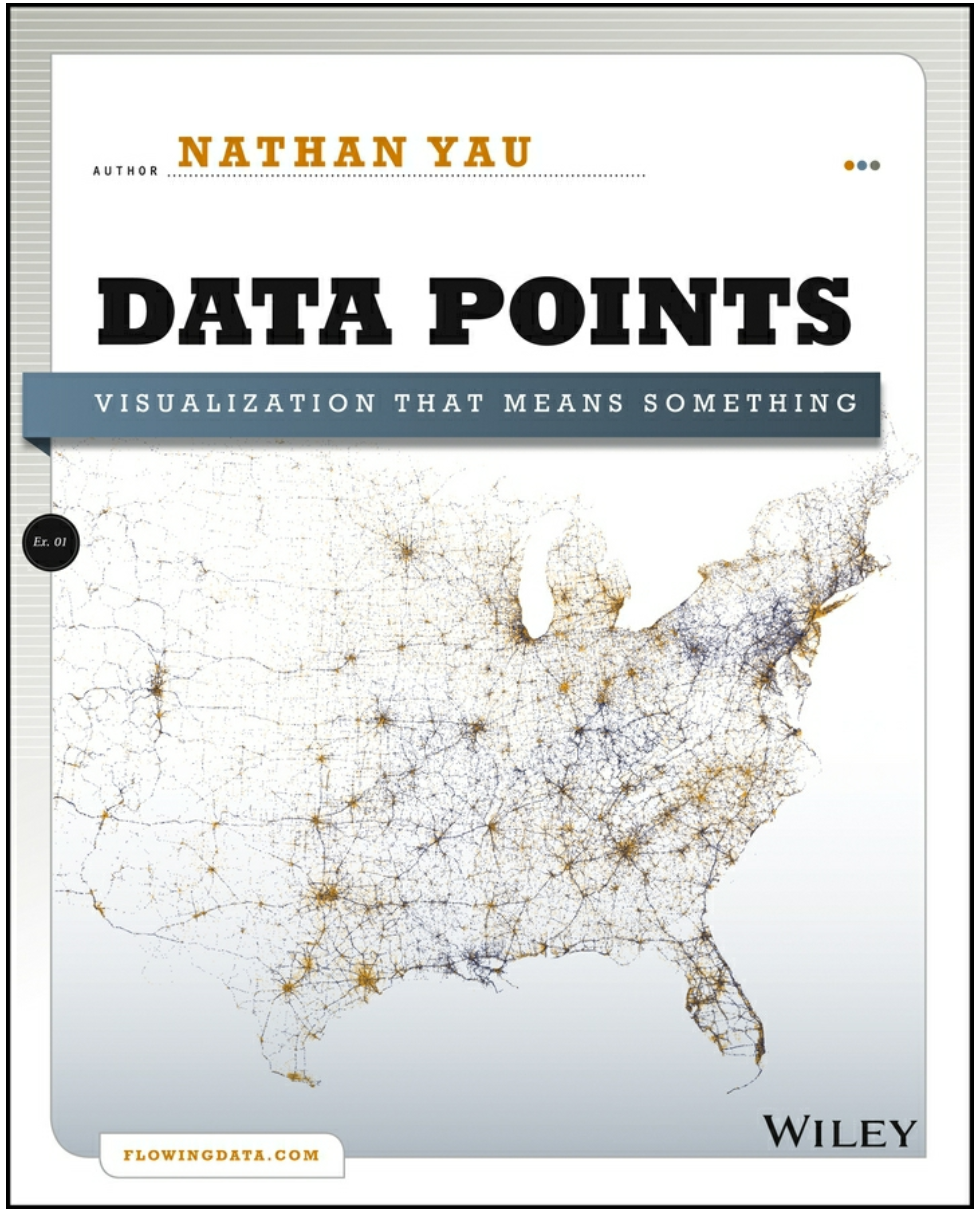 AUTHOR NATHAN YAU
DATA POINTS
VISUALIZATION THAT MEANS SOMETHING
Ex. 01
WILEY
FLOWINGDATA.COM